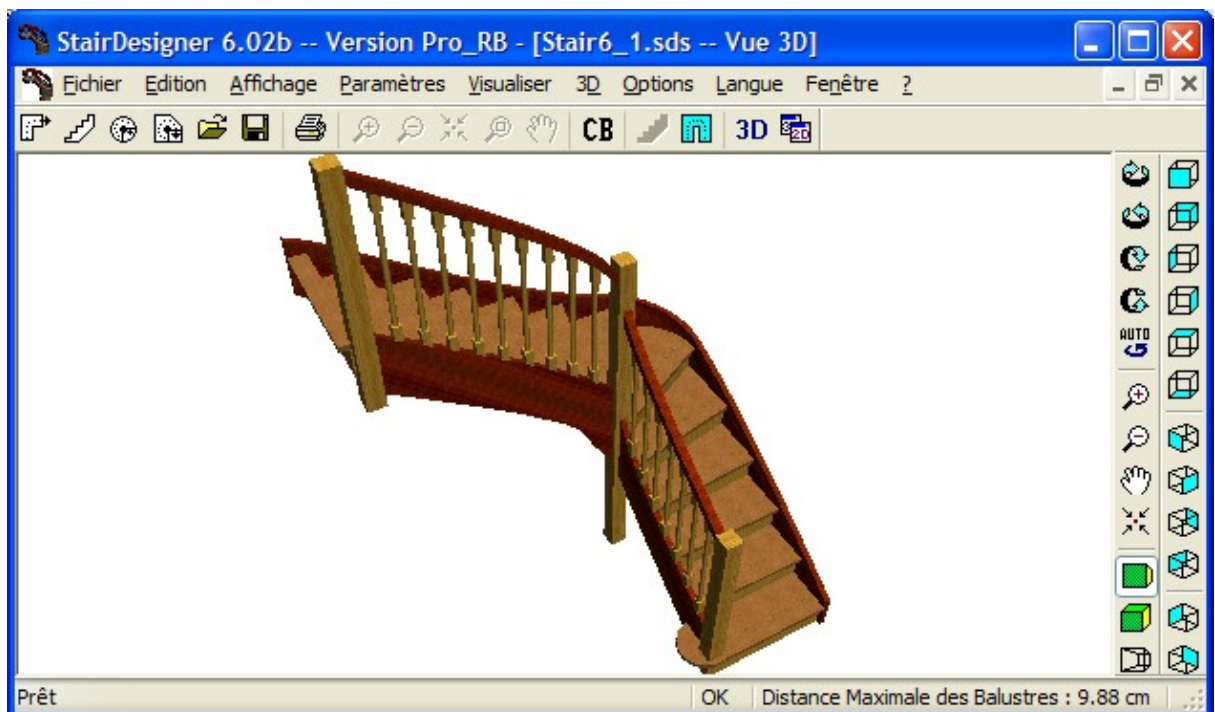 StairDesigner 6.02b -- Version Pro_RB - [Stair6_1.sds -- Vue 3D]
Fichier Edition Affichage Paramètres Visualiser 3D Options Langue Fenêtre ?
CB 3D 2D
AUTO
Prêt OK Distance Maximale des Balustres : 9.88 cm